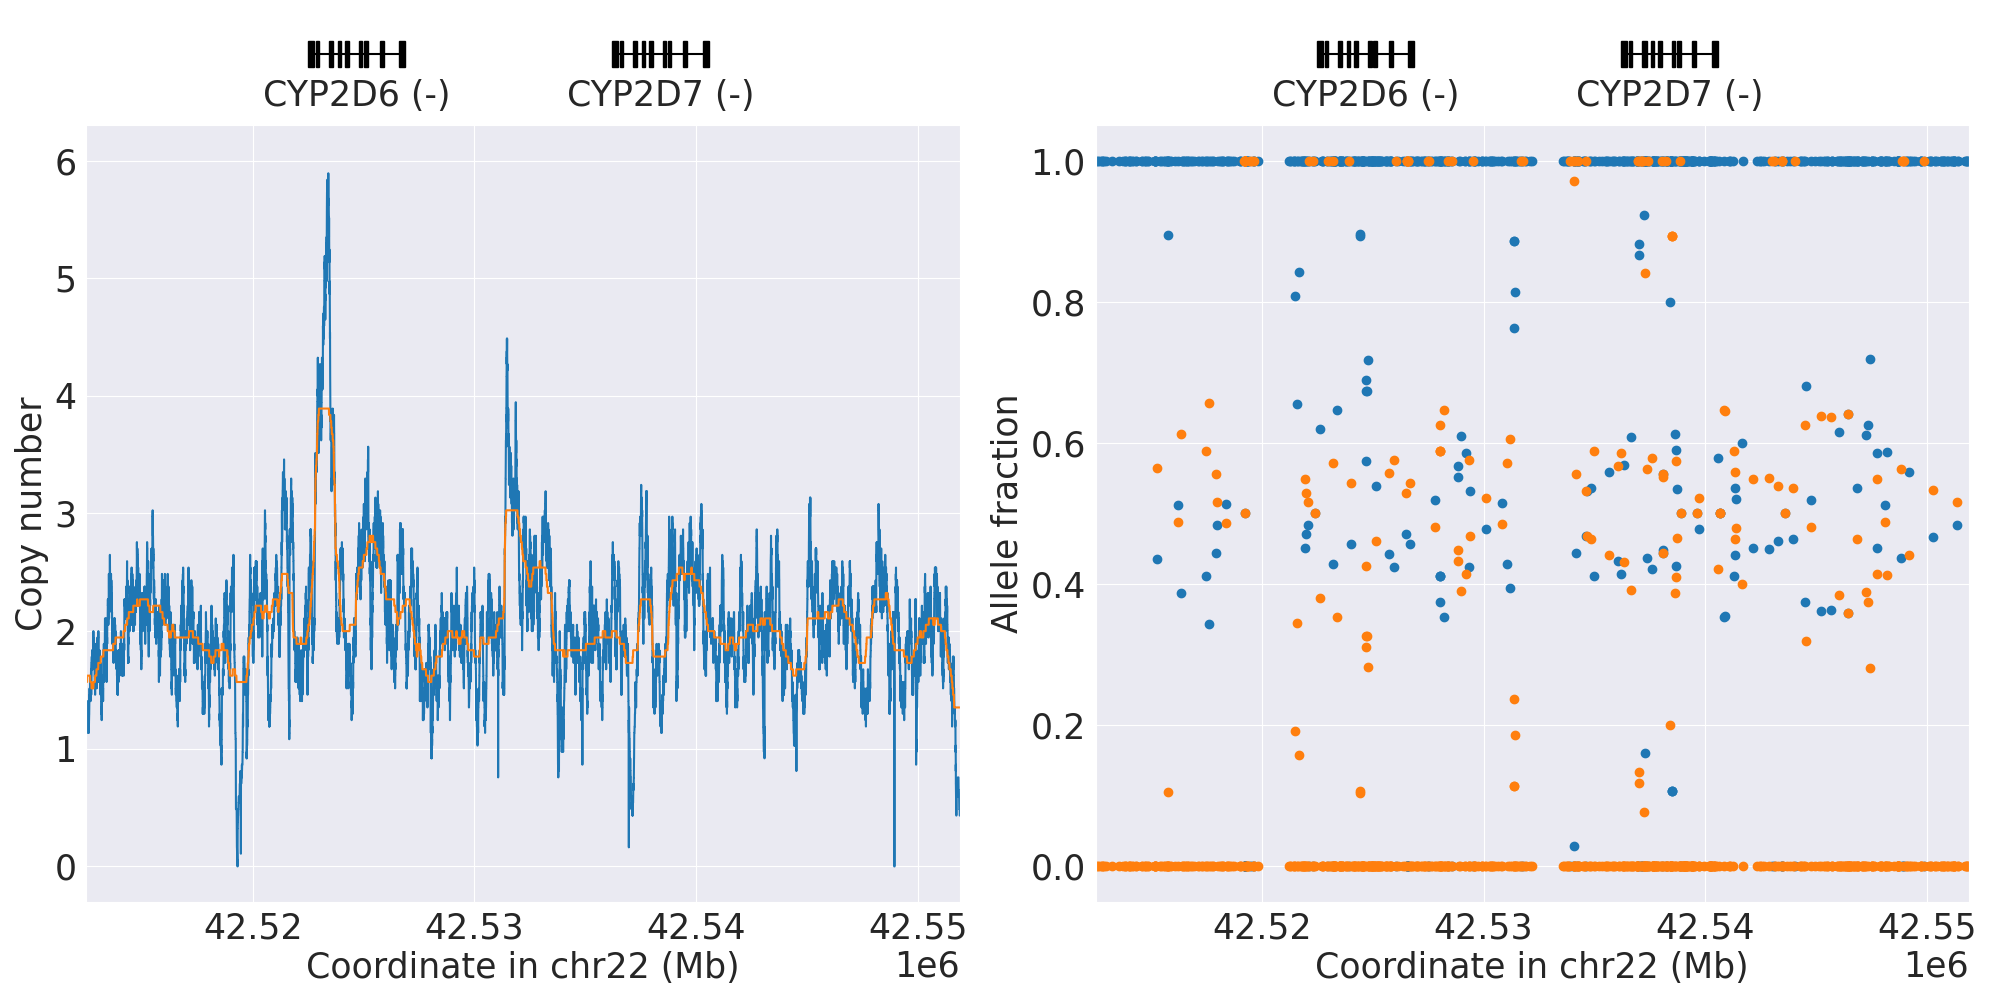 CYP2D6 (-) CYP2D7 (-)
6
5
4
3
2
1
0
Copy number
42.52 42.53 42.54 42.55
Coordinate in chr22 (Mb) 1e6
CYP2D6 (-) CYP2D7 (-)
1.0
0.8
0.6
0.4
0.2
0.0
Allele fraction
42.52 42.53 42.54 42.55
Coordinate in chr22 (Mb) 1e6